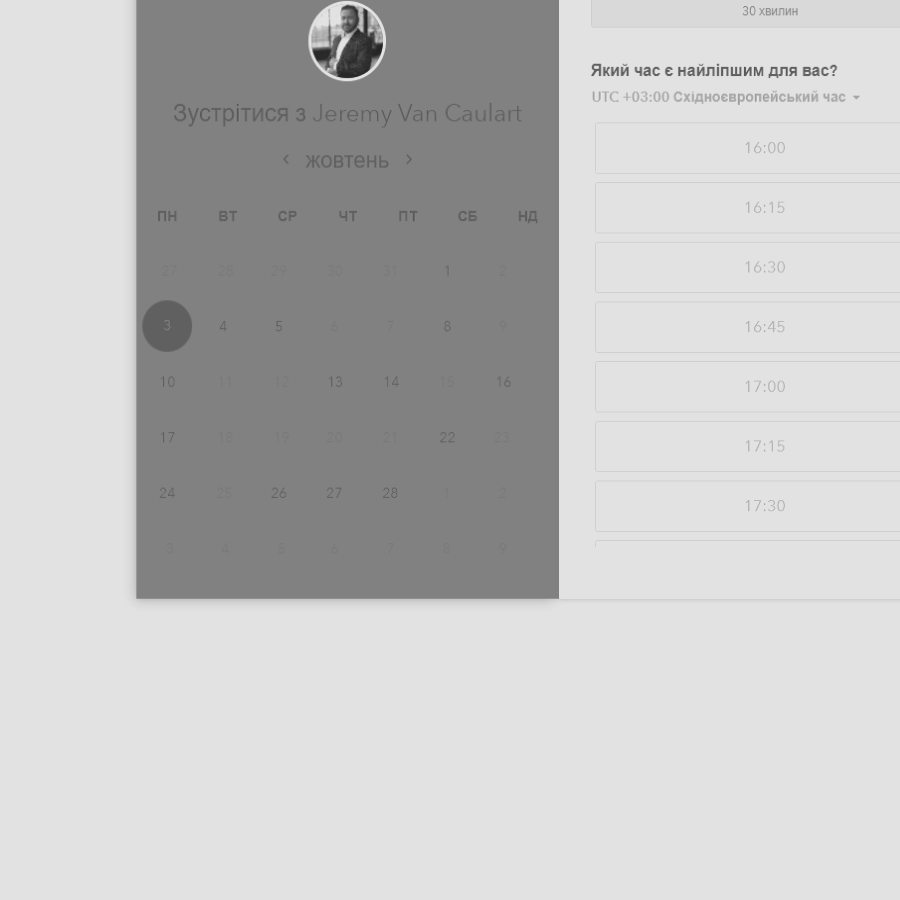 30 хвилин
Який час є найліпшим для вас?
UTC +03:00 Східноєвропейський час
Зустрітися з Jeremy Van Caulart
жовтень
ПН ВТ СР ЧТ ПТ СБ НД
27 28 29 30 31 1 2
3 4 5 6 7 8 9
10 11 12 13 14 15 16
17 18 19 20 21 22 23
24 25 26 27 28 1 2
3 4 5 6 7 8 9
16:00
16:15
16:30
16:45
17:00
17:15
17:30